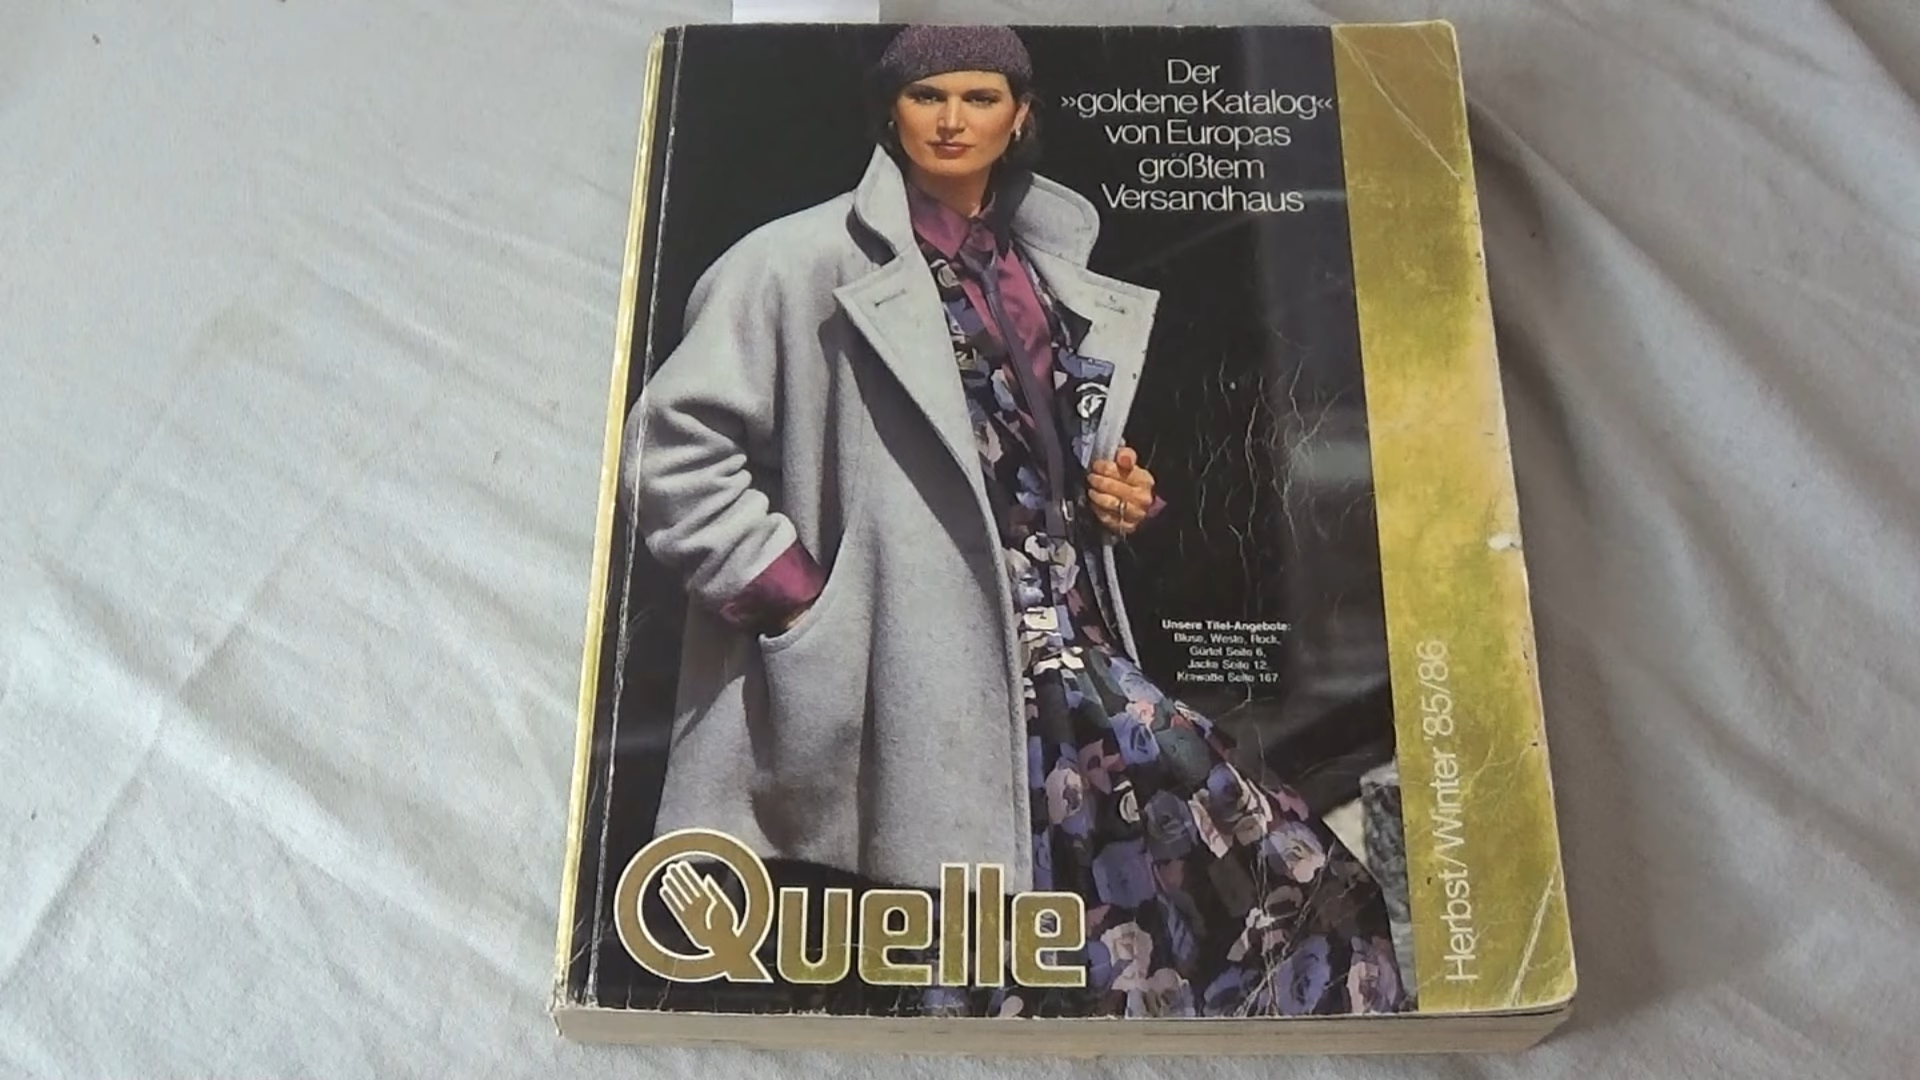 Der
»goldene Katalog«
von Europas
größtem
Versandhaus
Unsere Titel-Angebote:
Bluse, Weste, Rock,
Gürtel Seite 6,
Jacke Seite 12,
Krawatte Seite 167
Quelle
Herbst/Winter '85/86